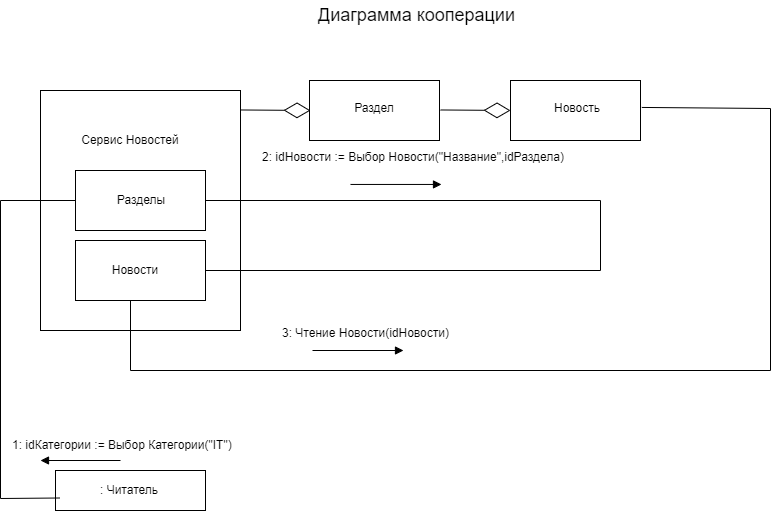 Диаграмма кооперации
Раздел
Новость
Сервис Новостей
2: idНовости := Выбор Новости("Название",idРаздела)
Разделы
Новости
3: Чтение Новости(idНовости)
1: idКатегории := Выбор Категории("IT")
: Читатель